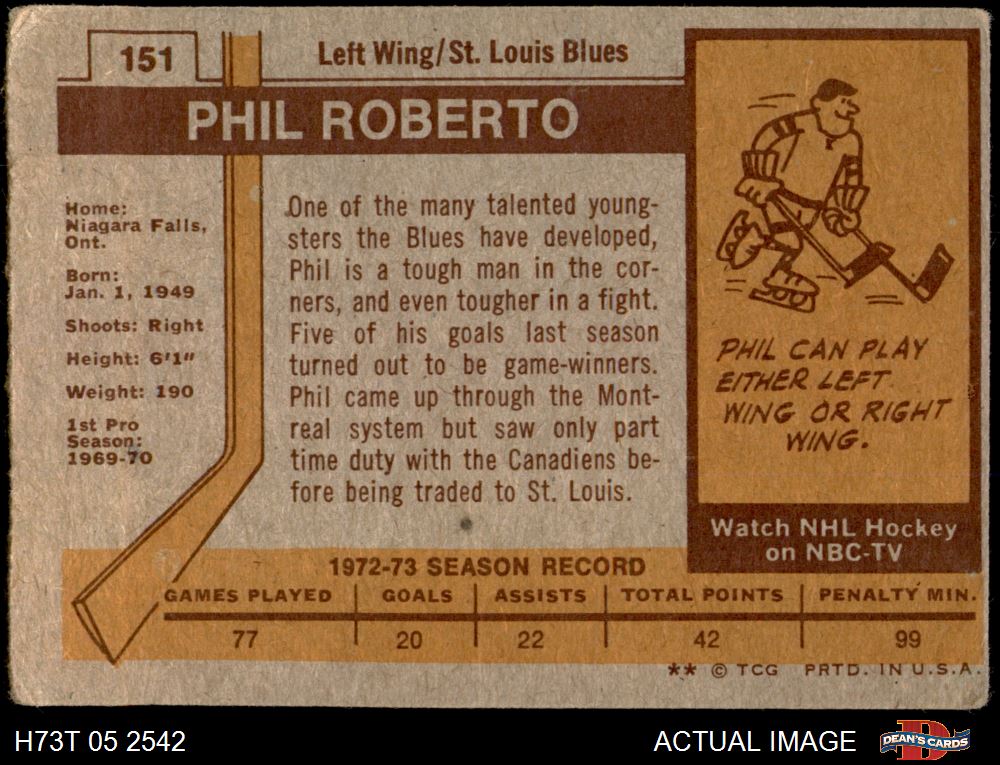 151
Left Wing/St. Louis Blues
PHIL ROBERTO
Home:
Niagara Falls,
Ont.
Born:
Jan. 1, 1949
Shoots: Right
Height: 6'1"
Weight: 190
1st Pro
Season:
1969-70
One of the many talented young-
sters the Blues have developed,
Phil is a tough man in the cor-
ners, and even tougher in a fight.
Five of his goals last season
turned out to be game-winners.
Phil came up through the Mont-
real system but saw only part
time duty with the Canadiens be-
fore being traded to St. Louis.
PHIL CAN PLAY
EITHER LEFT
WING OR RIGHT
WING.
Watch NHL Hockey
on NBC-TV
1972-73 SEASON RECORD
GAMES PLAYED GOALS ASSISTS TOTAL POINTS PENALTY MIN.
77 20 22 42 99
** © TCG PRTD. IN U.S.A.
H73T 05 2542 ACTUAL IMAGE DEAN'S CARDS